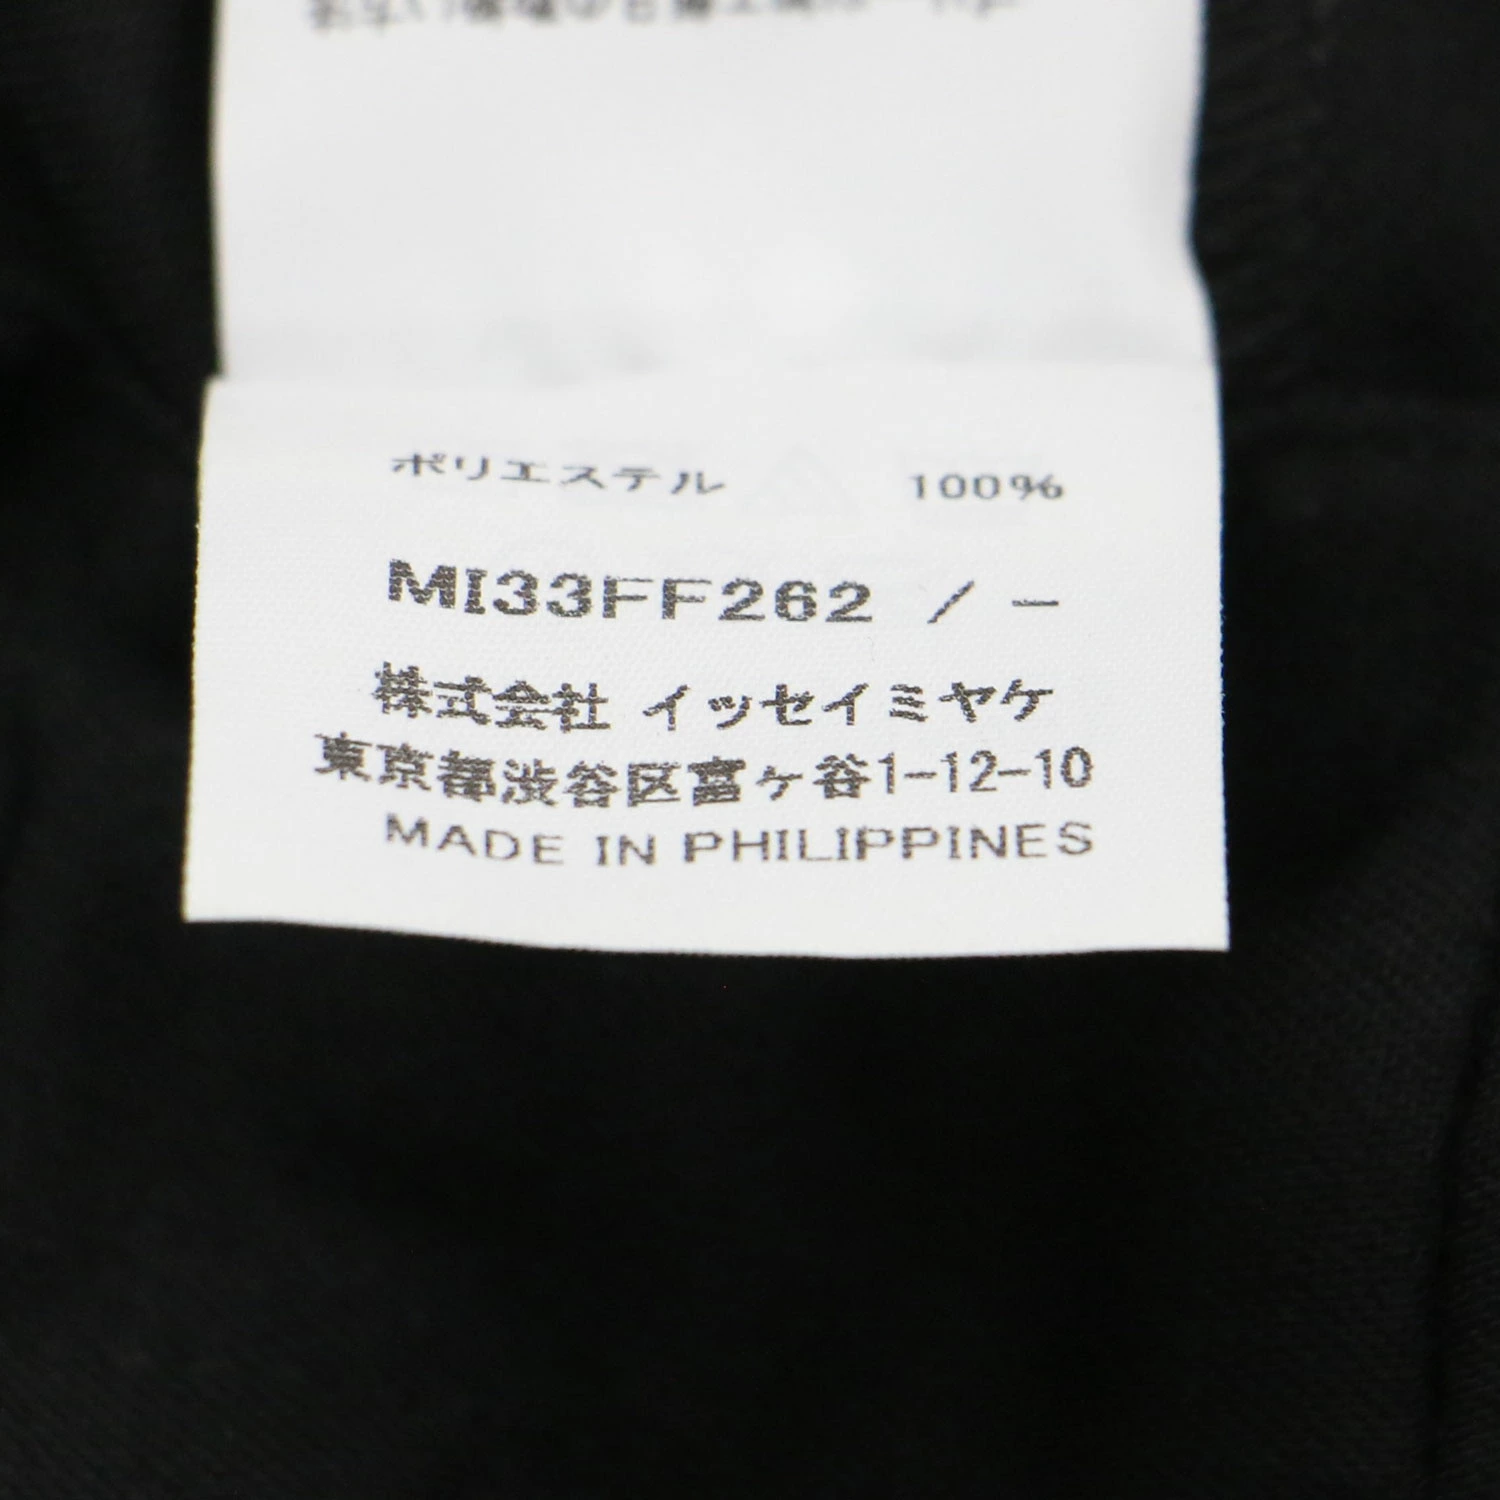 ポリエステル 100%
MI33FF262 / -
株式会社 イッセイミヤケ
東京都渋谷区富ヶ谷1-12-10
MADE IN PHILIPPINES